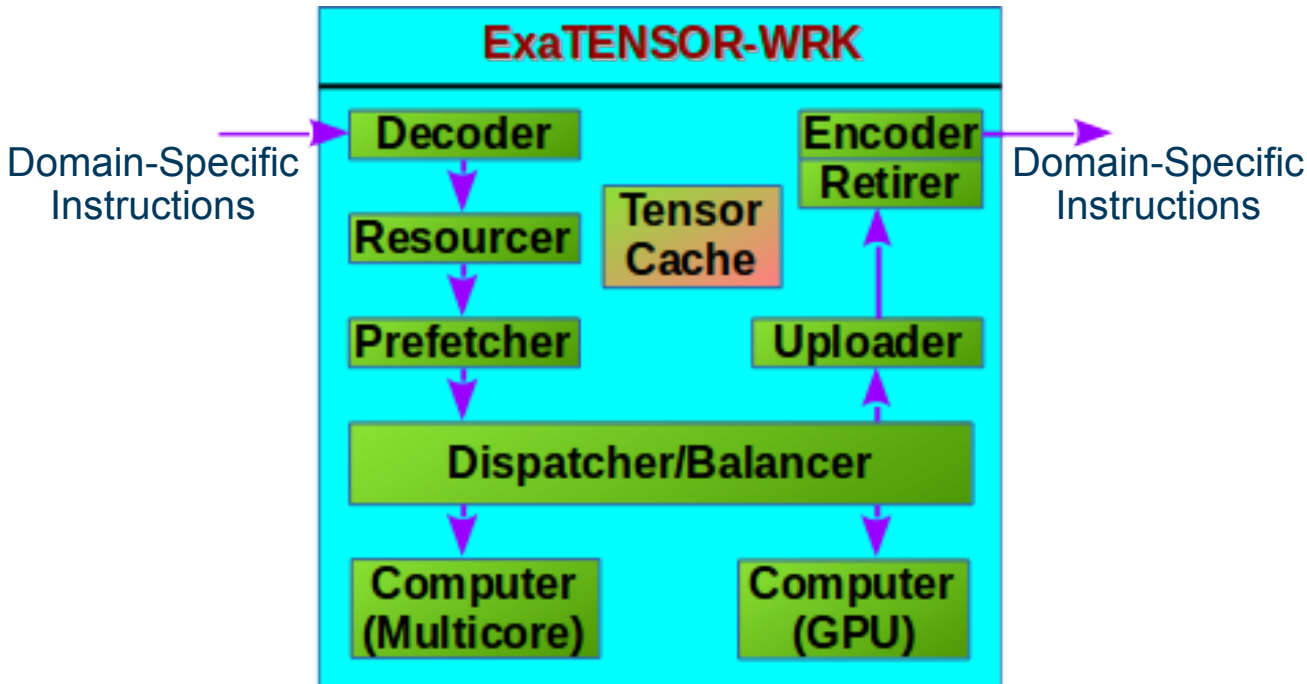 ExaTENSOR-WRK
Domain-Specific
Instructions
Decoder
Resourcer
Prefetcher
Tensor
Cache
Encoder
Retirer
Uploader
Domain-Specific
Instructions
Dispatcher/Balancer
Computer
(Multicore)
Computer
(GPU)